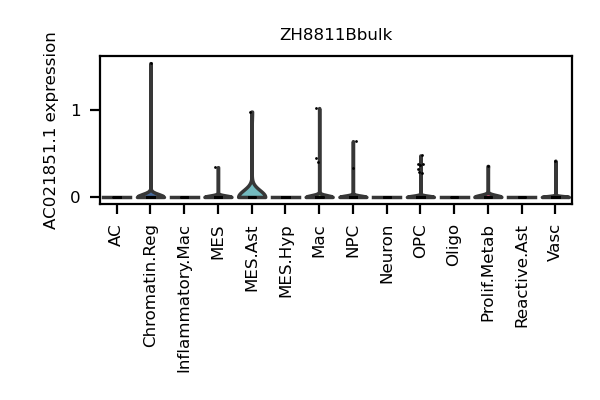 ZH8811Bbulk
AC021851.1 expression
1
0
AC
Chromatin.Reg
Inflammatory.Mac
MES
MES.Ast
MES.Hyp
Mac
NPC
Neuron
OPC
Oligo
Prolif.Metab
Reactive.Ast
Vasc